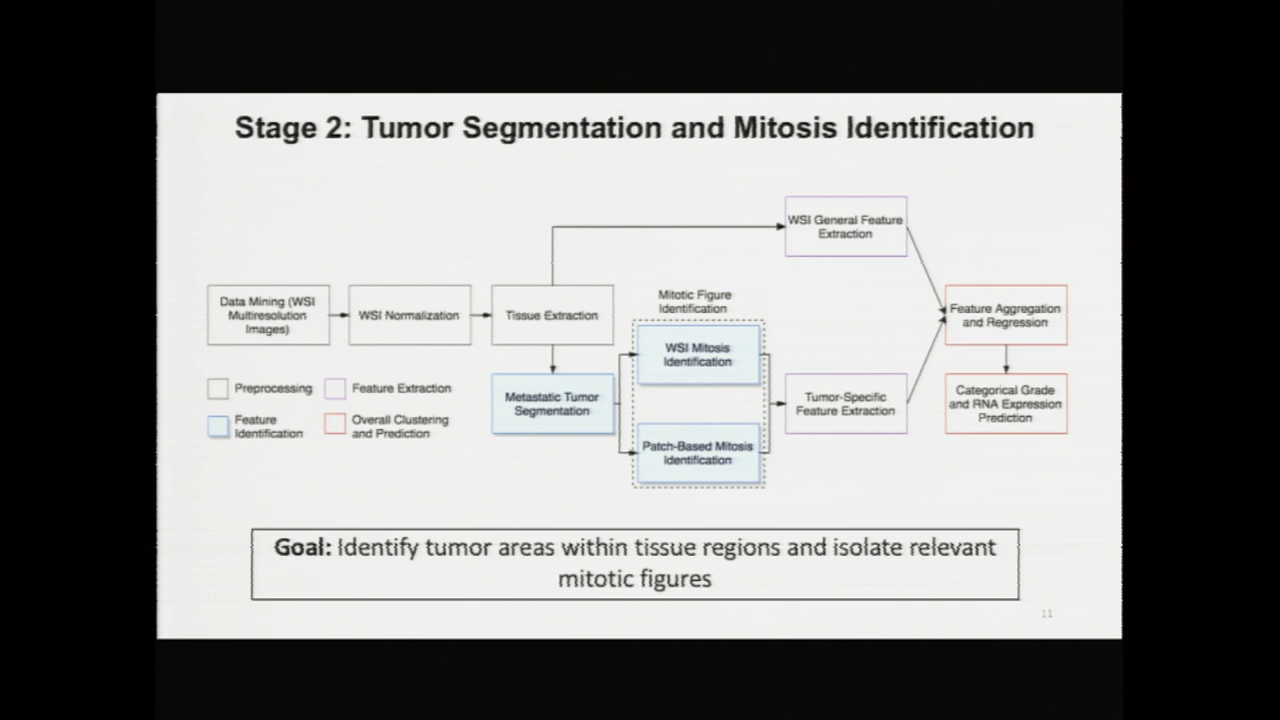 Stage 2: Tumor Segmentation and Mitosis Identification
WSI General Feature
Extraction
Data Mining (WSI
Multiresolution
Images)
WSI Normalization
Tissue Extraction
Mitotic Figure
Identification
WSI Mitosis
Identification
Feature Aggregation
and Regression
Preprocessing
Feature Extraction
Feature
Identification
Overall Clustering
and Prediction
Metastatic Tumor
Segmentation
Patch-Based Mitosis
Identification
Tumor-Specific
Feature Extraction
Categorical Grade
and RNA Expression
Prediction
Goal: Identify tumor areas within tissue regions and isolate relevant
mitotic figures
11